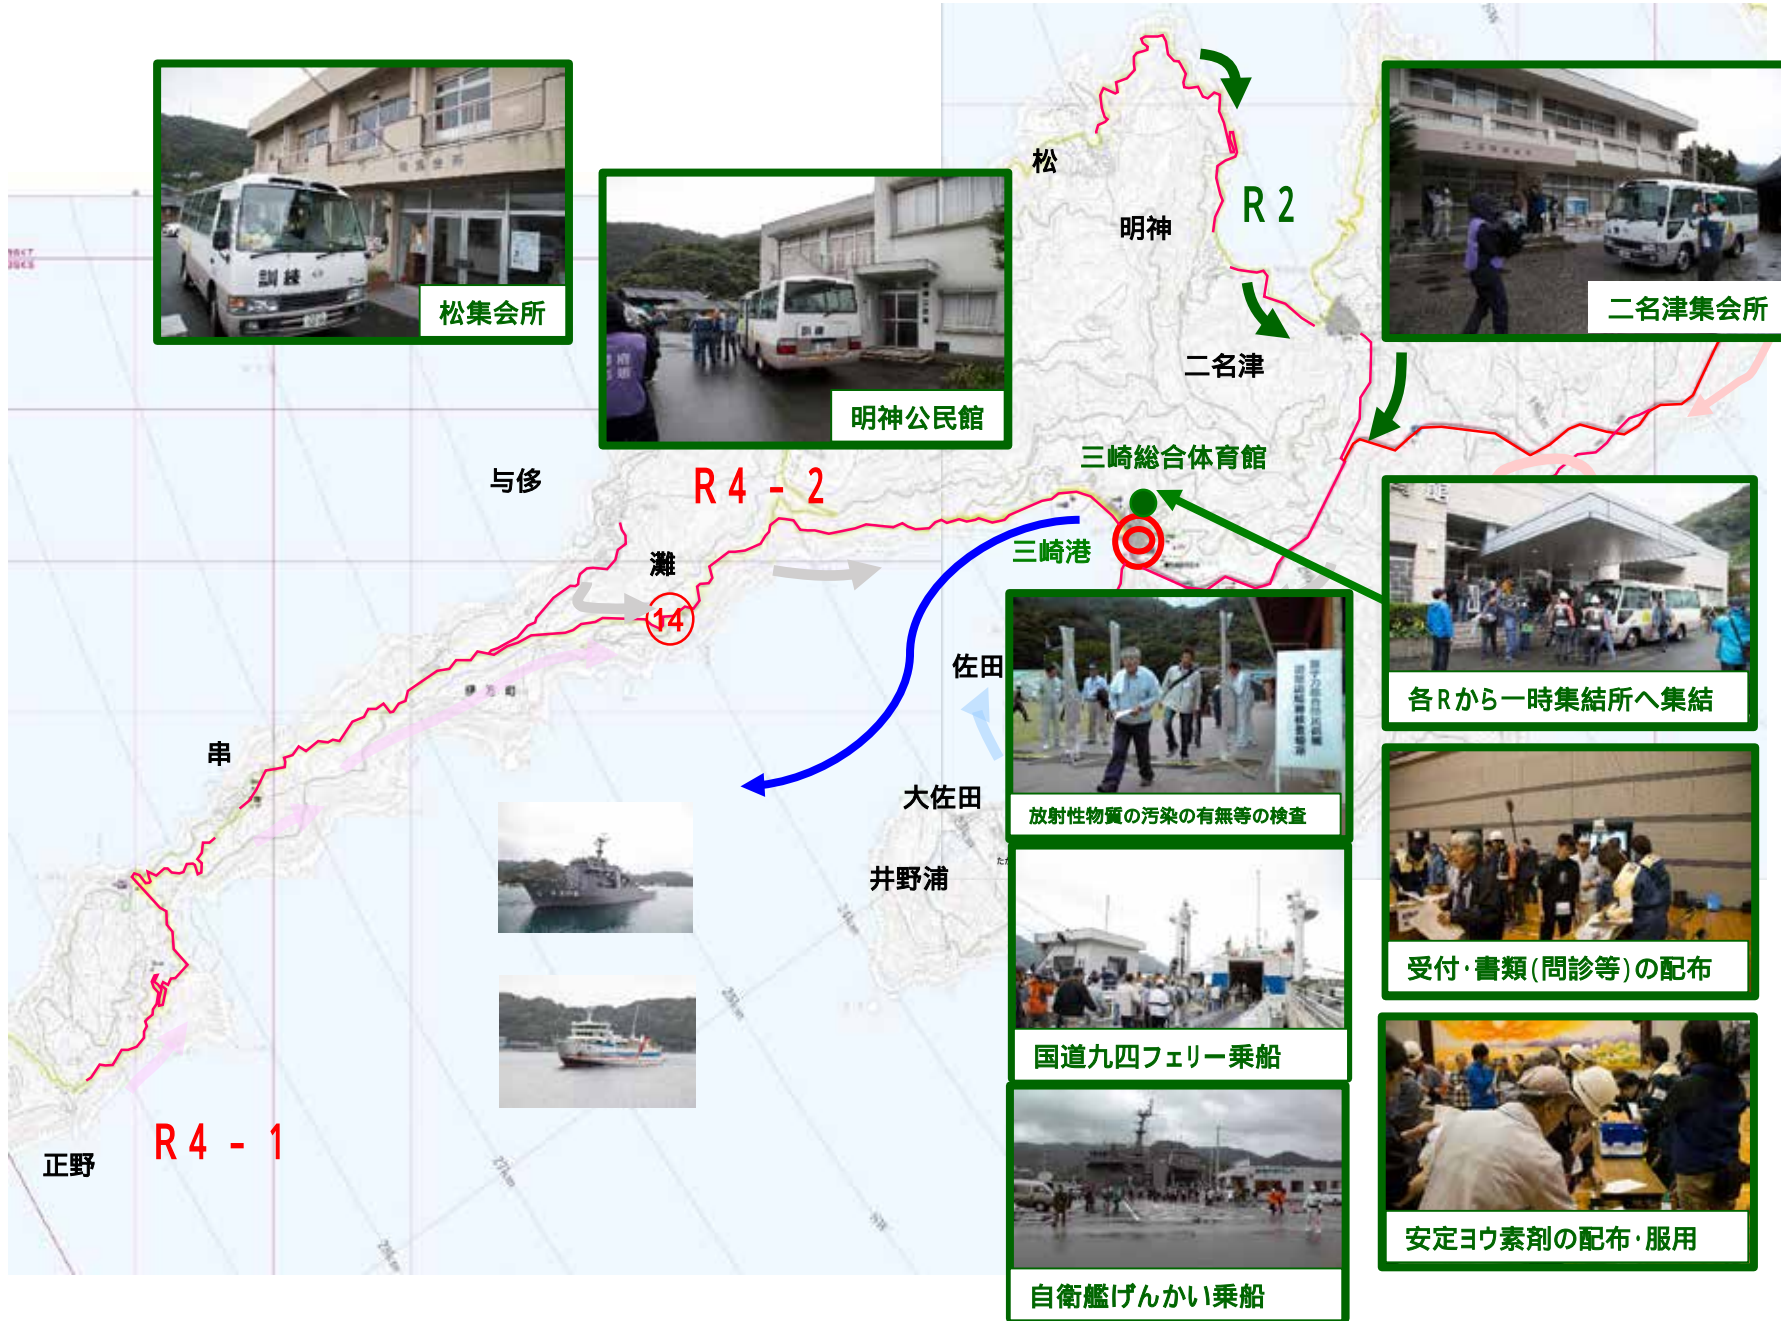 松集会所
訓練
明神公民館
二名津集会所
松
明神
R2
二名津
与侈
R4-2
三崎総合体育館
灘
三崎港
14
佐田
各Rから一時集結所へ集結
串
大佐田
放射性物質の汚染の有無等の検査
井野浦
受付・書類(問診等)の配布
国道九四フェリー乗船
R4-1
正野
安定ヨウ素剤の配布・服用
自衛艦げんかい乗船